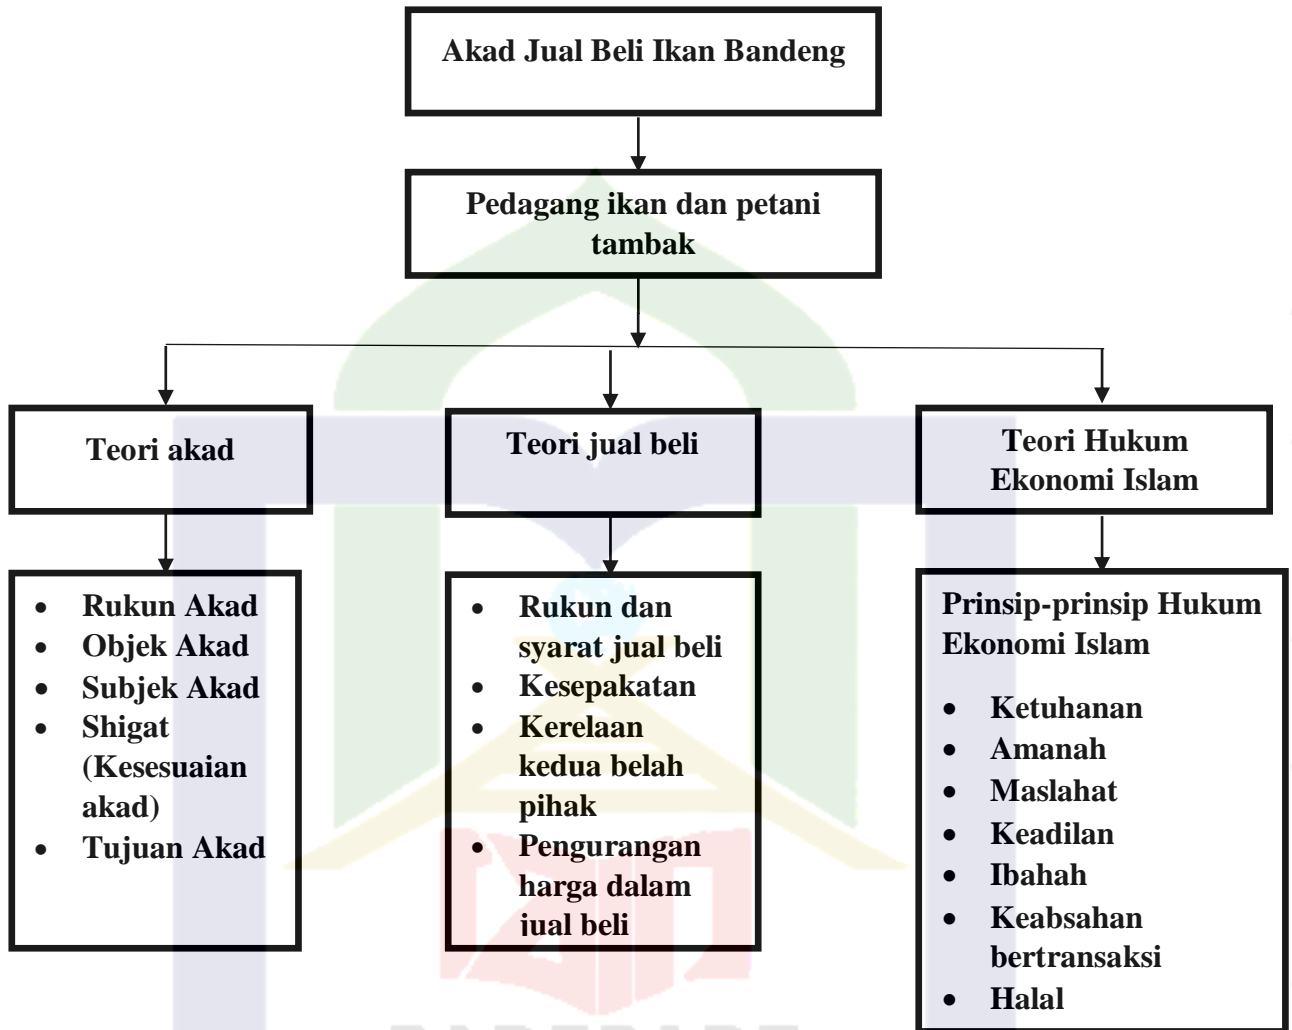 Akad Jual Beli Ikan Bandeng
Pedagang ikan dan petani
tambak
Teori akad
Teori jual beli
Teori Hukum
Ekonomi Islam
• Rukun Akad
• Objek Akad
• Subjek Akad
• Shigat
(Kesesuaian
akad)
• Tujuan Akad
• Rukun dan
syarat jual beli
• Kesepakatan
• Kerelaan
kedua belah
pihak
• Pengurangan
harga dalam
jual beli
Prinsip-prinsip Hukum
Ekonomi Islam
• Ketuhanan
• Amanah
• Maslahat
• Keadilan
• Ibahah
• Keabsahan
bertransaksi
• Halal